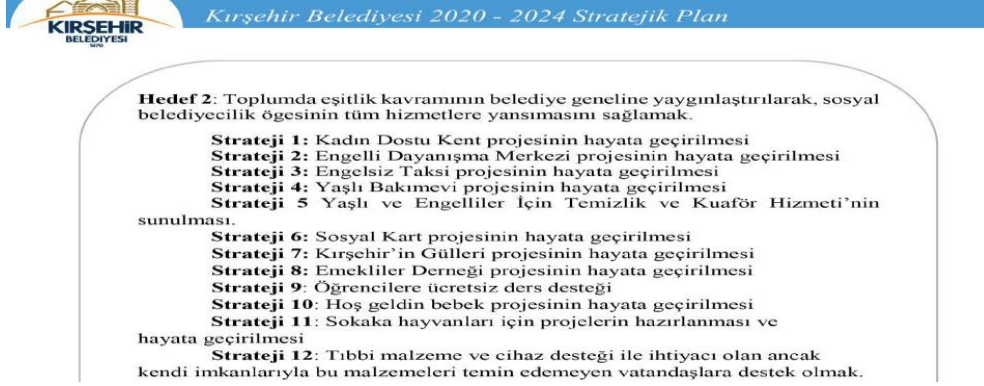 Kırşehir Belediyesi 2020 - 2024 Stratejik Plan
KIRŞEHİR
BELEDİYESİ
1870
Hedef 2: Toplumda eşitlik kavramının belediye geneline yaygınlaştırılarak, sosyal
belediyecilik ögesinin tüm hizmetlere yansımasını sağlamak.
Strateji 1: Kadın Dostu Kent projesinin hayata geçirilmesi
Strateji 2: Engelli Dayanışma Merkezi projesinin hayata geçirilmesi
Strateji 3: Engelsiz Taksi projesinin hayata geçirilmesi
Strateji 4: Yaşlı Bakımevi projesinin hayata geçirilmesi
Strateji 5 Yaşlı ve Engelliler İçin Temizlik ve Kuaför Hizmeti'nin
sunulması.
Strateji 6: Sosyal Kart projesinin hayata geçirilmesi
Strateji 7: Kırşehir'in Gülleri projesinin hayata geçirilmesi
Strateji 8: Emekliler Derneği projesinin hayata geçirilmesi
Strateji 9: Öğrencilere ücretsiz ders desteği
Strateji 10: Hoş geldin bebek projesinin hayata geçirilmesi
Strateji 11: Sokaka hayvanları için projelerin hazırlanması ve
hayata geçirilmesi
Strateji 12: Tıbbi malzeme ve cihaz desteği ile ihtiyacı olan ancak
kendi imkanlarıyla bu malzemeleri temin edemeyen vatandaşlara destek olmak.